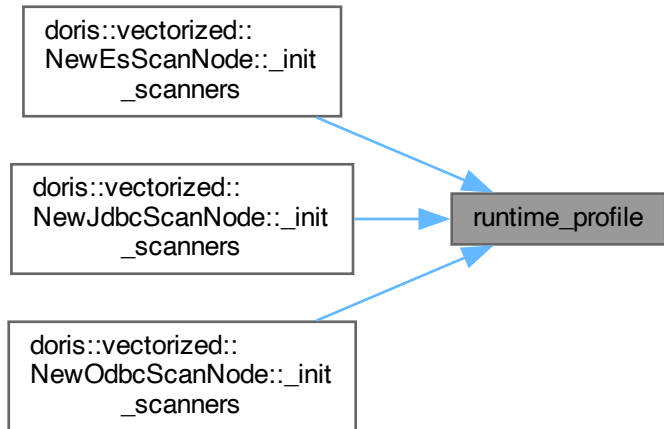 doris::vectorized::
NewEsScanNode::_init
_scanners
doris::vectorized::
NewJdbcScanNode::_init
_scanners
runtime_profile
doris::vectorized::
NewOdbcScanNode::_init
_scanners